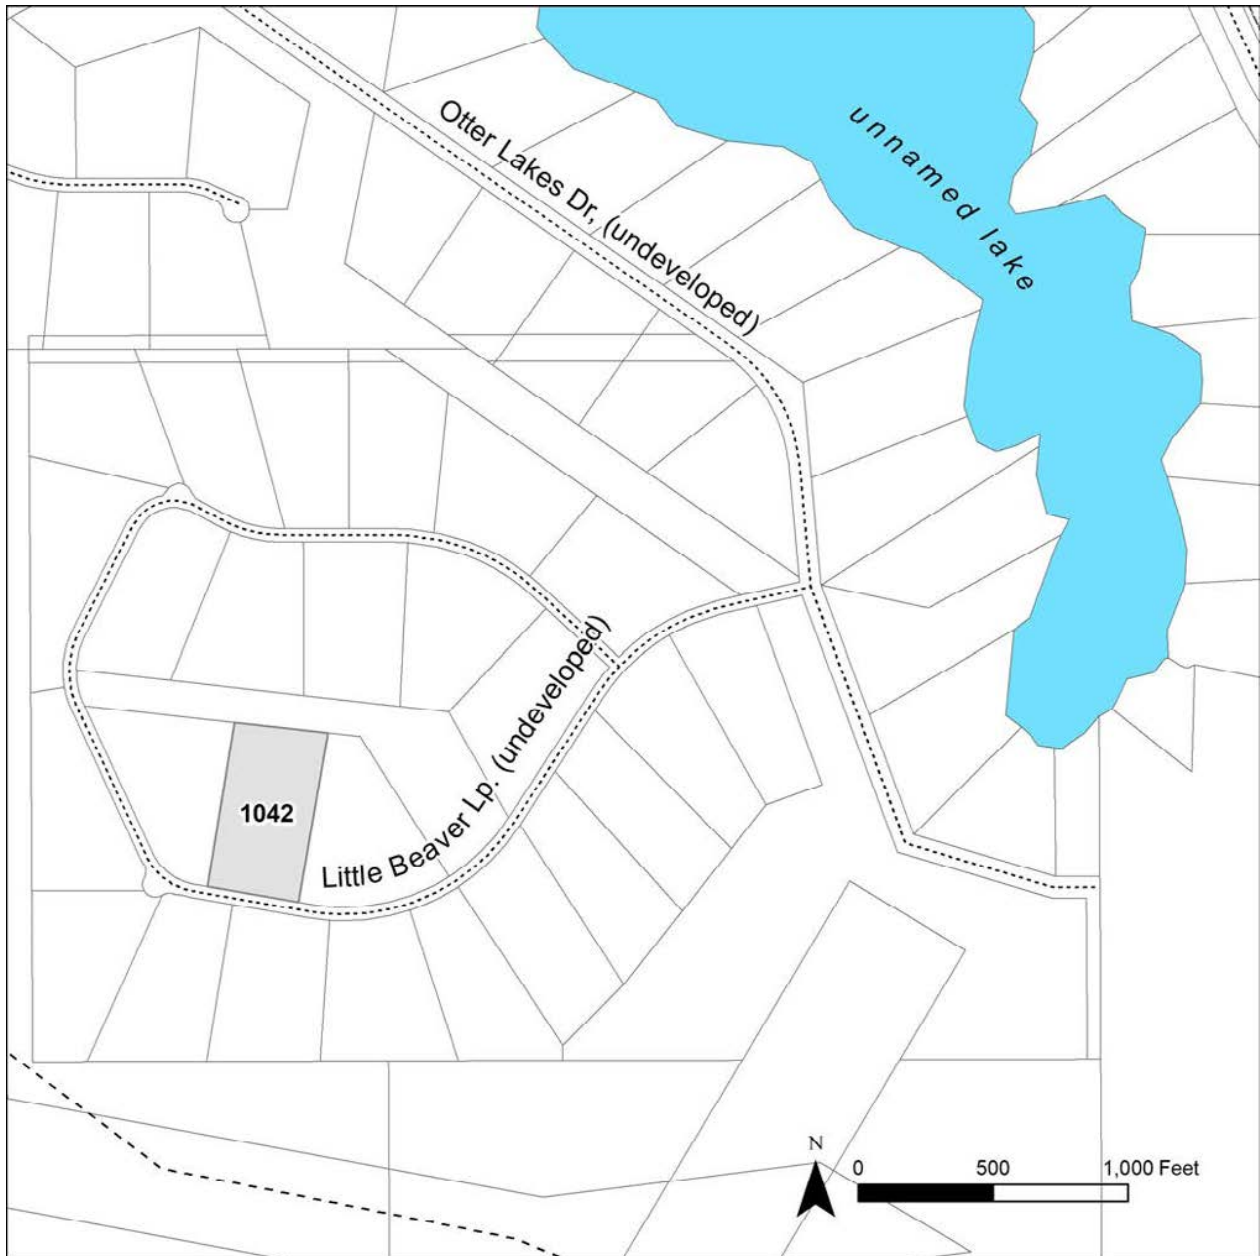 Otter Lakes Dr, (undeveloped)
unnamed lake
Little Beaver Lp. (undeveloped)
1042
N
0 500 1,000 Feet